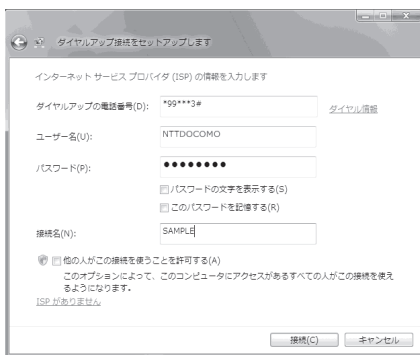 ダイヤルアップ接続をセットアップします
インターネット サービス プロバイダ (ISP) の情報を入力します
ダイヤルアップの電話番号(D): *99***3# ダイヤル情報
ユーザー名(U): NTTDOCOMO
パスワード(P): ●●●●●●●●
パスワードの文字を表示する(S)
このパスワードを記憶する(R)
接続名(N): SAMPLE
他の人がこの接続を使うことを許可する(A)
このオプションによって、このコンピュータにアクセスがあるすべての人がこの接続を使え
るようになります。
ISP がありません
接続(C) キャンセル